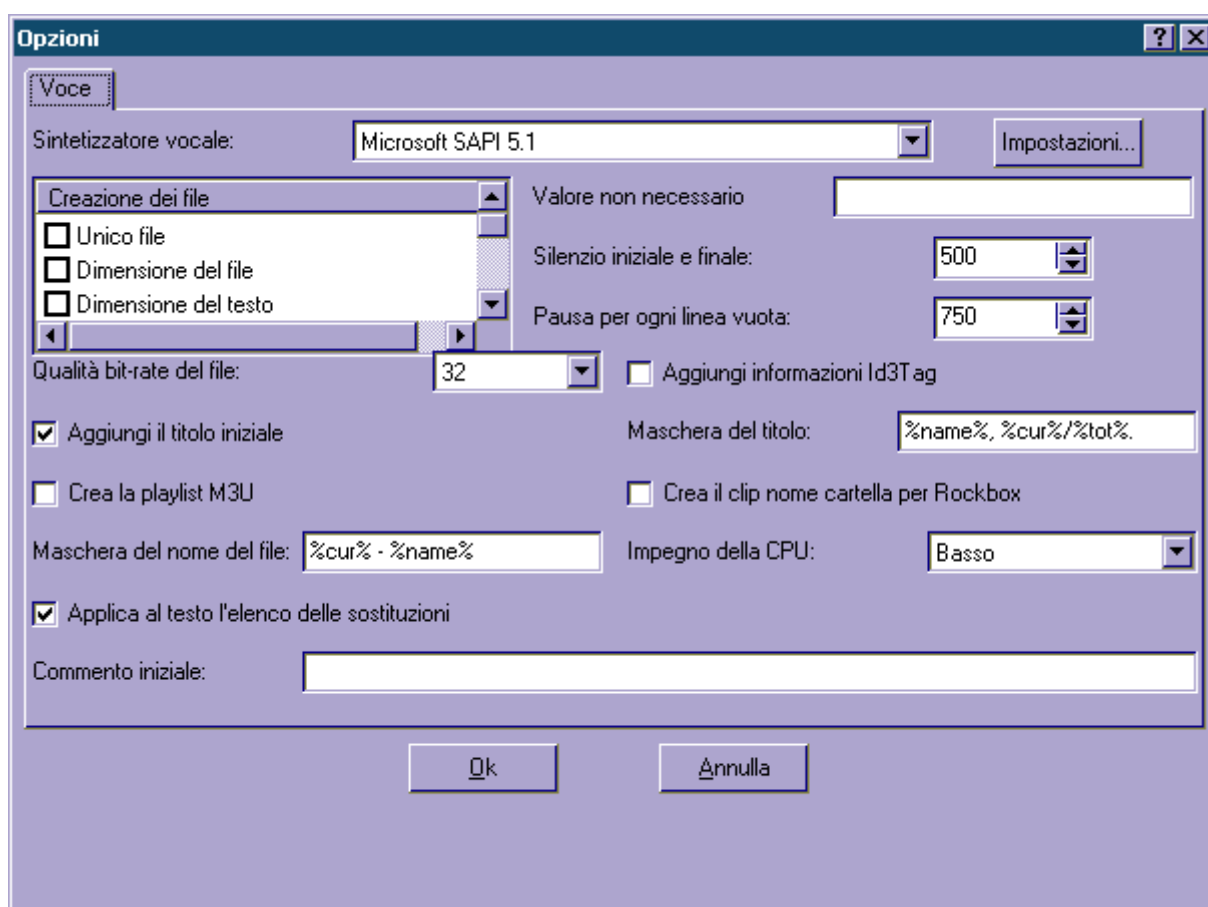 Opzioni
Voce
Sintetizzatore vocale: Microsoft SAPI 5.1 Impostazioni...
Creazione dei file
Unico file
Dimensione del file
Dimensione del testo
Valore non necessario
Silenzio iniziale e finale: 500
Pausa per ogni linea vuota: 750
Qualità bit-rate del file: 32 Aggiungi informazioni Id3Tag
Aggiungi il titolo iniziale Maschera del titolo: %name%, %cur%/%tot%.
Crea la playlist M3U Crea il clip nome cartella per Rockbox
Maschera del nome del file: %cur% - %name% Impegno della CPU: Basso
Applica al testo l'elenco delle sostituzioni
Commento iniziale:
Ok Annulla